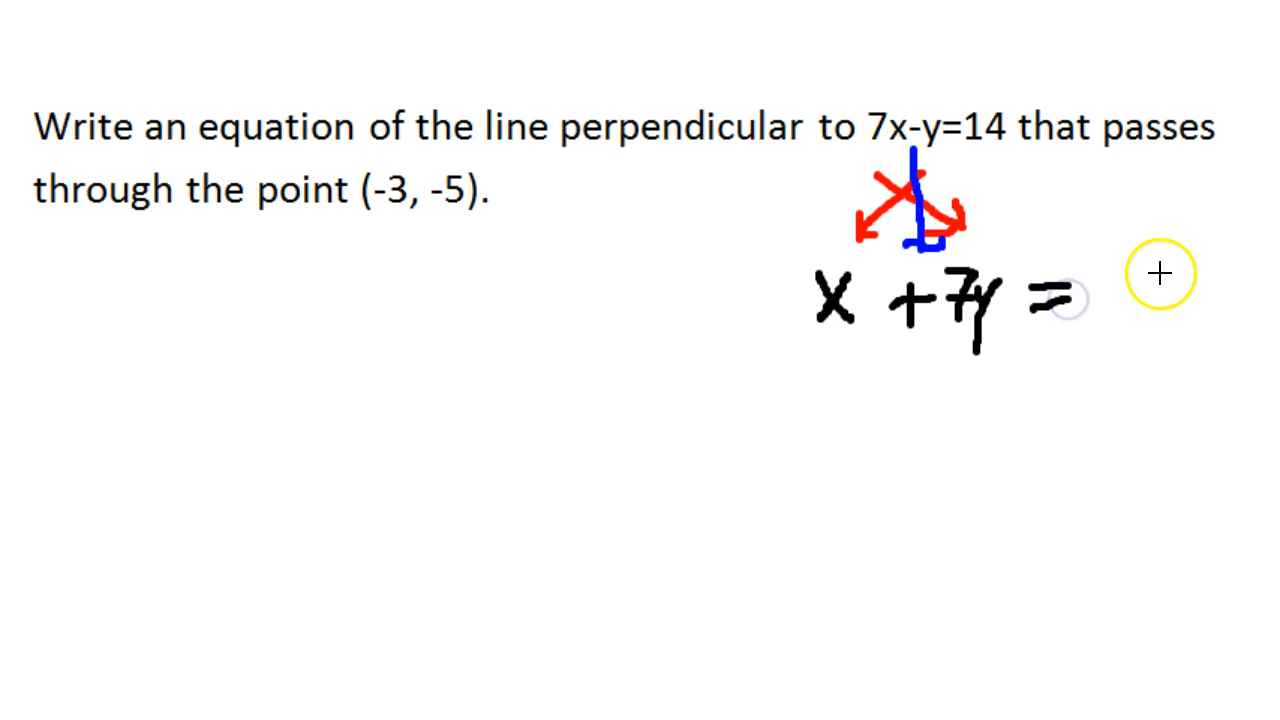 Write an equation of the line perpendicular to 7x-y=14 that passes
through the point (-3, -5).
x + 7y =